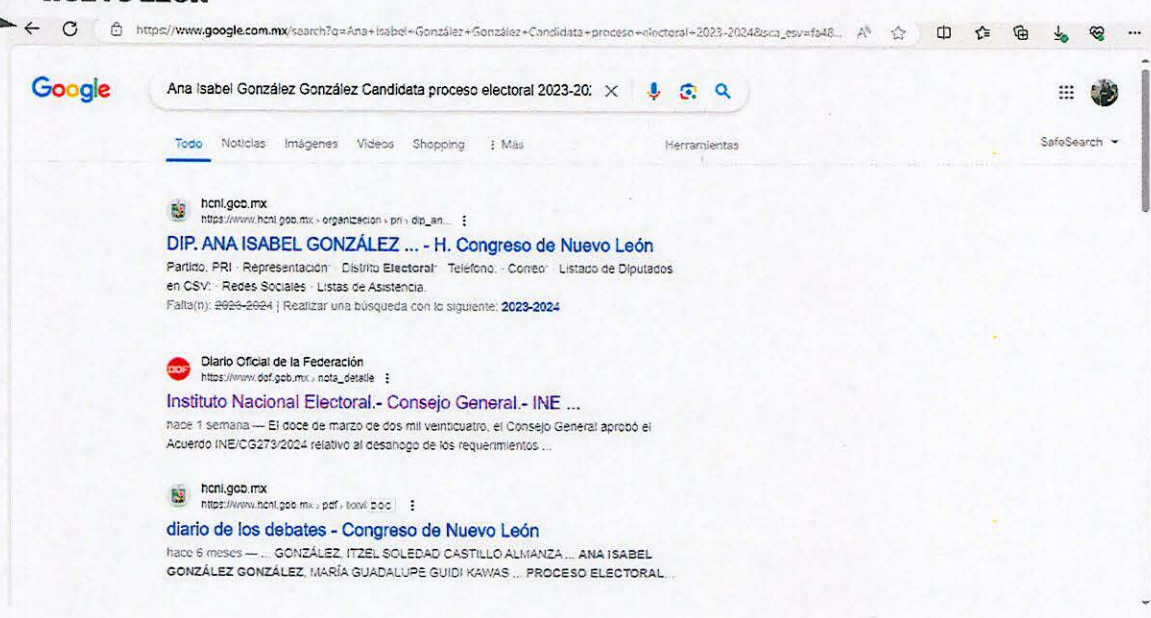 NUEVO LEÓN
https://www.google.com.mx/search?q=Ana+Isabel+González+González+Candidata+proceso+electoral+2023-2024&sca_esv=fa48...
Google
Ana Isabel González González Candidata proceso electoral 2023-20
Todo Noticias Imágenes Videos Shopping Más Herramientas SafeSearch
hcnl.gob.mx
https://www.hcnl.gob.mx › organizacion › pri › dip_an...
DIP. ANA ISABEL GONZÁLEZ ... - H. Congreso de Nuevo León
Partido. PRI · Representación · Distrito Electoral · Teléfono: · Correo · Listado de Diputados
en CSV: · Redes Sociales · Listas de Asistencia.
Falta(n): 2023-2024 | Realizar una búsqueda con lo siguiente: 2023-2024
DOF
Diario Oficial de la Federación
https://www.dof.gob.mx › nota_detalle
Instituto Nacional Electoral.- Consejo General.- INE ...
hace 1 semana — El doce de marzo de dos mil veinticuatro, el Consejo General aprobó el
Acuerdo INE/CG273/2024 relativo al desahogo de los requerimientos ...
hcnl.gob.mx
https://www.hcnl.gob.mx › pdf › DOC
diario de los debates - Congreso de Nuevo León
hace 6 meses — ... GONZÁLEZ, ITZEL SOLEDAD CASTILLO ALMANZA ... ANA ISABEL
GONZÁLEZ GONZÁLEZ, MARÍA GUADALUPE GUIDI KAWAS ... PROCESO ELECTORAL...